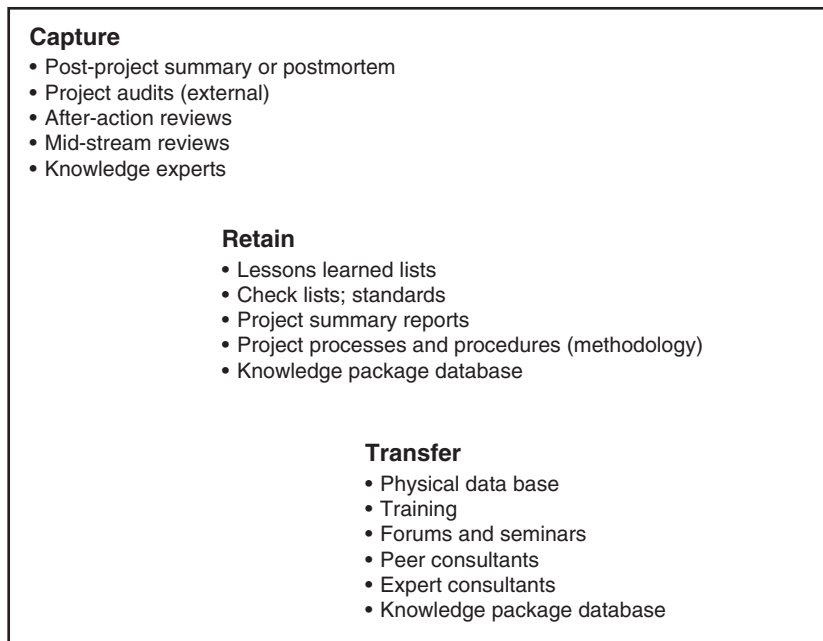 Capture
• Post-project summary or postmortem
• Project audits (external)
• After-action reviews
• Mid-stream reviews
• Knowledge experts
Retain
• Lessons learned lists
• Check lists; standards
• Project summary reports
• Project processes and procedures (methodology)
• Knowledge package database
Transfer
• Physical data base
• Training
• Forums and seminars
• Peer consultants
• Expert consultants
• Knowledge package database